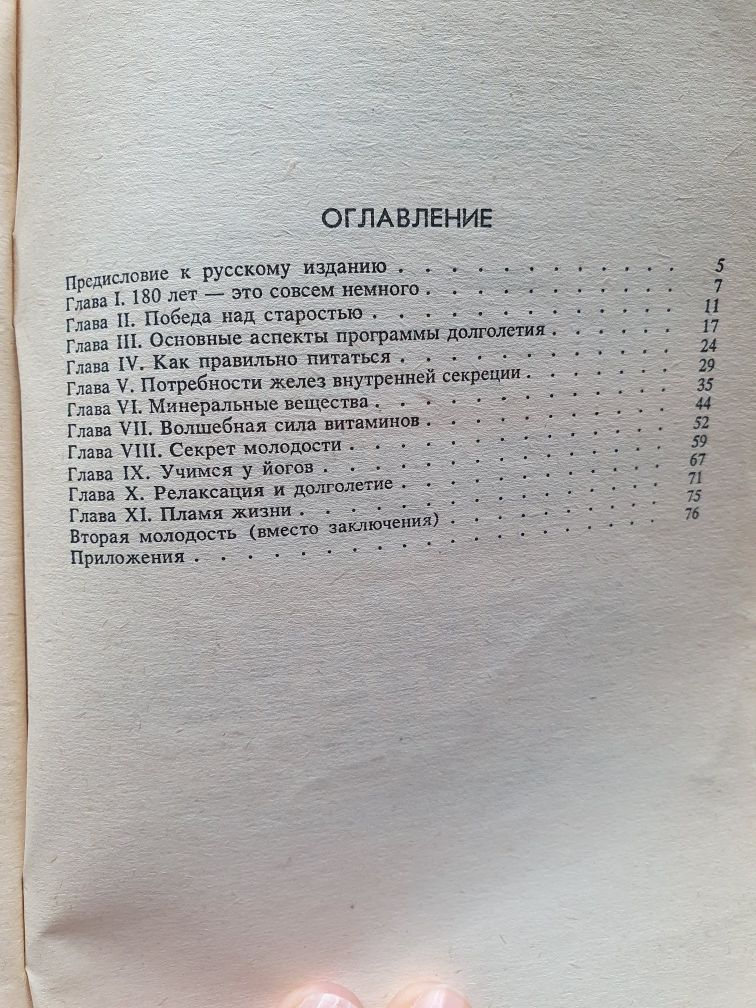 ОГЛАВЛЕНИЕ
Предисловие к русскому изданию . . . . . . . . . . . . 5
Глава I. 180 лет — это совсем немного . . . . . . . . . . . 7
Глава II. Победа над старостью . . . . . . . . . . . . . 11
Глава III. Основные аспекты программы долголетия . . . . . . 17
Глава IV. Как правильно питаться . . . . . . . . . . . . 24
Глава V. Потребности желез внутренней секреции . . . . . . . 29
Глава VI. Минеральные вещества . . . . . . . . . . . . 35
Глава VII. Волшебная сила витаминов . . . . . . . . . . 44
Глава VIII. Секрет молодости . . . . . . . . . . . . . 52
Глава IX. Учимся у йогов . . . . . . . . . . . . . . 59
Глава X. Релаксация и долголетие . . . . . . . . . . . 67
Глава XI. Пламя жизни . . . . . . . . . . . . . . . 71
Вторая молодость (вместо заключения) . . . . . . . . . 75
Приложения . . . . . . . . . . . . . . . . . . 76